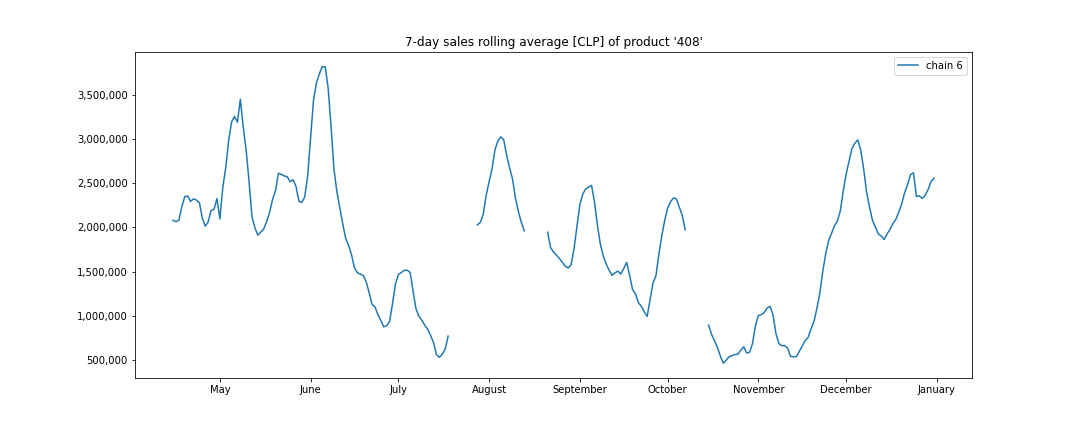 7-day sales rolling average [CLP] of product '408'
chain 6
3,500,000
3,000,000
2,500,000
2,000,000
1,500,000
1,000,000
500,000
May June July August September October November December January